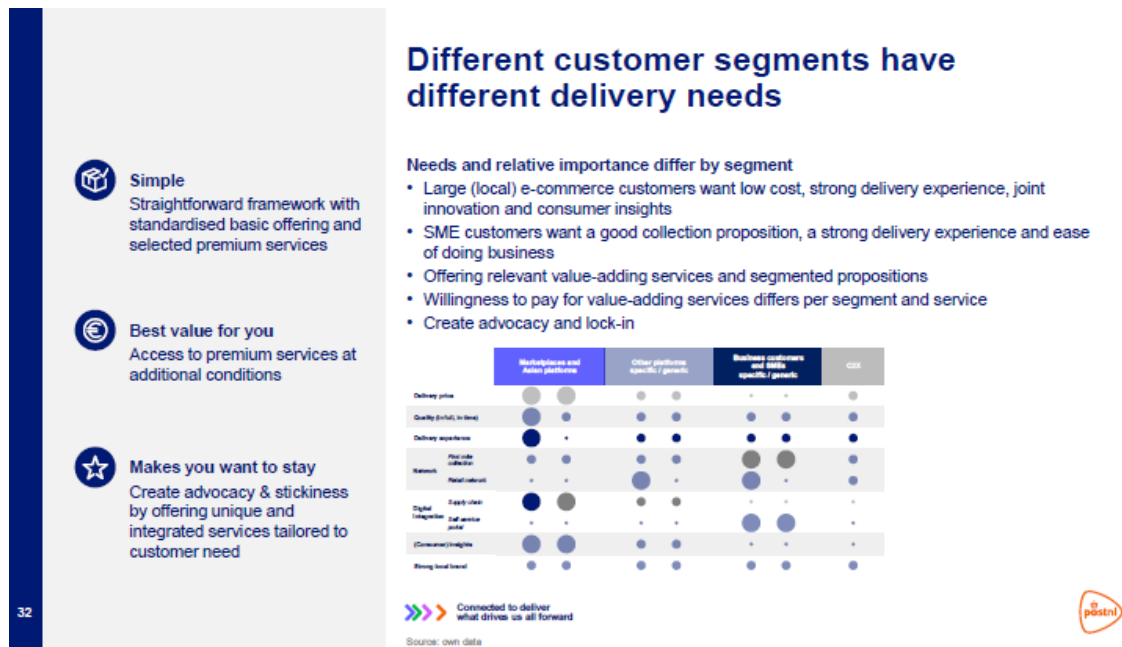 Different customer segments have
different delivery needs
Simple
Straightforward framework with
standardised basic offering and
selected premium services
Best value for you
Access to premium services at
additional conditions
Makes you want to stay
Create advocacy & stickiness
by offering unique and
integrated services tailored to
customer need
32
Needs and relative importance differ by segment
• Large (local) e-commerce customers want low cost, strong delivery experience, joint
innovation and consumer insights
• SME customers want a good collection proposition, a strong delivery experience and ease
of doing business
• Offering relevant value-adding services and segmented propositions
• Willingness to pay for value-adding services differs per segment and service
• Create advocacy and lock-in
Marketplaces and
Asian platforms
Other platforms
specific / generic
Business customers
and SMEs
specific / generic
C2X
Delivery price
Quality (in full, in time)
Delivery experience
Network
collection
Retail network
Digital
Integration
Supply chain
Self service
portal
(Consumer) insights
Strong local brand
Connected to deliver
what drives us all forward
Source: own data
postnl